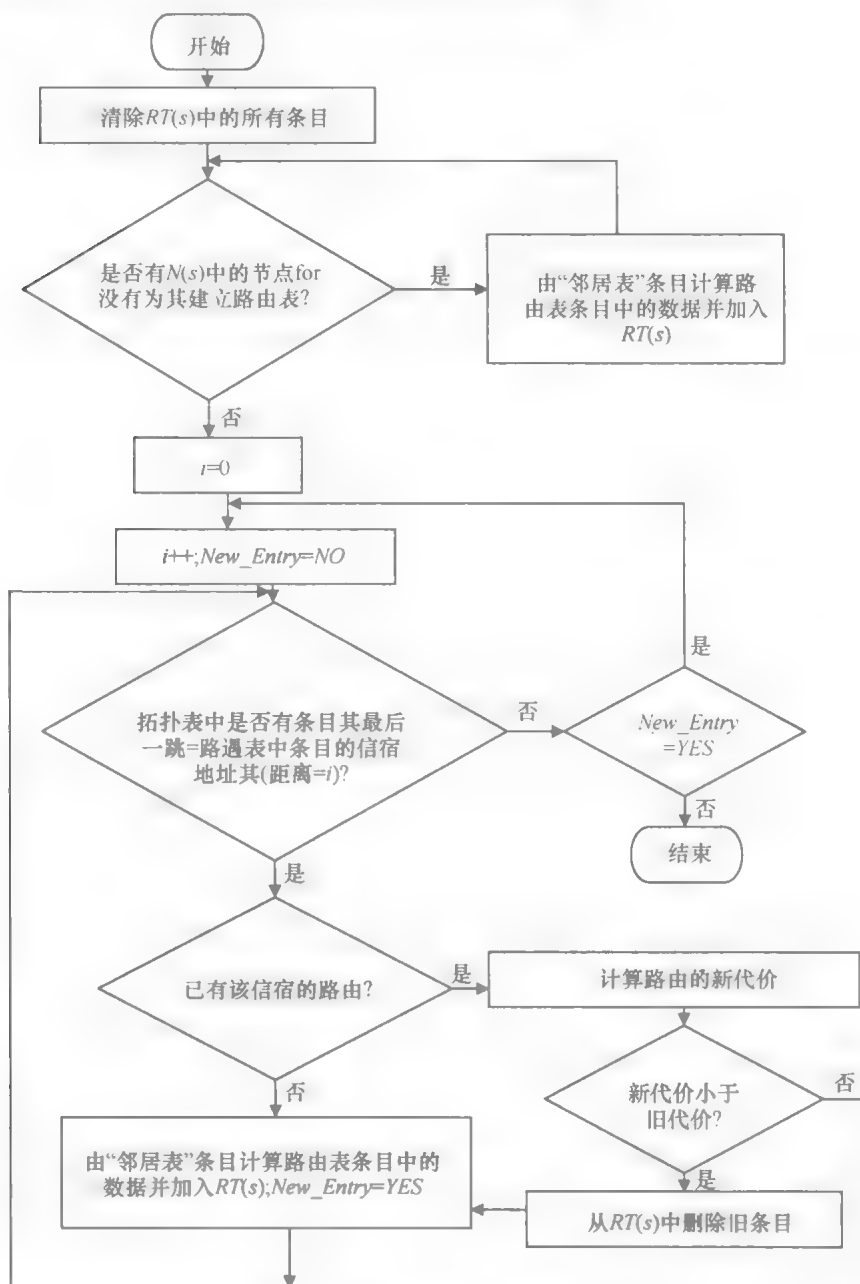 开始
清除RT(s)中的所有条目
是否有N(s)中的节点for
没有为其建立路由表?
是
由“邻居表”条目计算路
由表条目中的数据并加入
RT(s)
否
i=0
i++;New_Entry=NO
是
拓扑表中是否有条目其最后
一跳=路遇表中条目的信宿
地址其(距离=i)?
否
New_Entry
=YES
否
结束
是
已有该信宿的路由?
是
计算路由的新代价
否
新代价小于
旧代价?
否
由“邻居表”条目计算路由表条目中的
数据并加入RT(s);New_Entry=YES
是
从RT(s)中删除旧条目